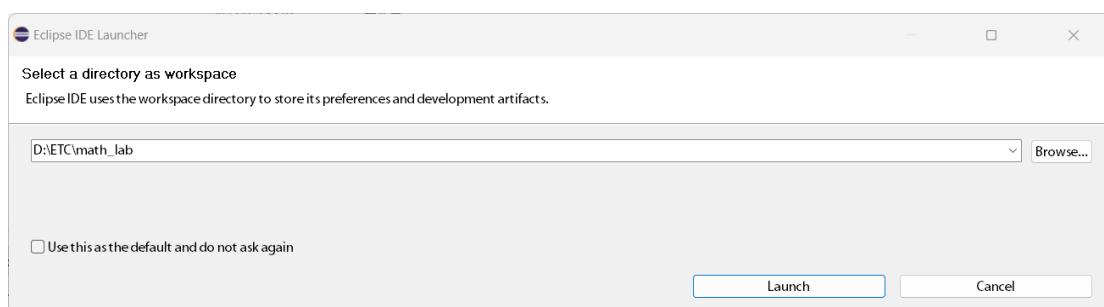 Eclipse IDE Launcher
Select a directory as workspace
Eclipse IDE uses the workspace directory to store its preferences and development artifacts.
D:\ETC\math_lab
Browse...
Use this as the default and do not ask again
Launch
Cancel